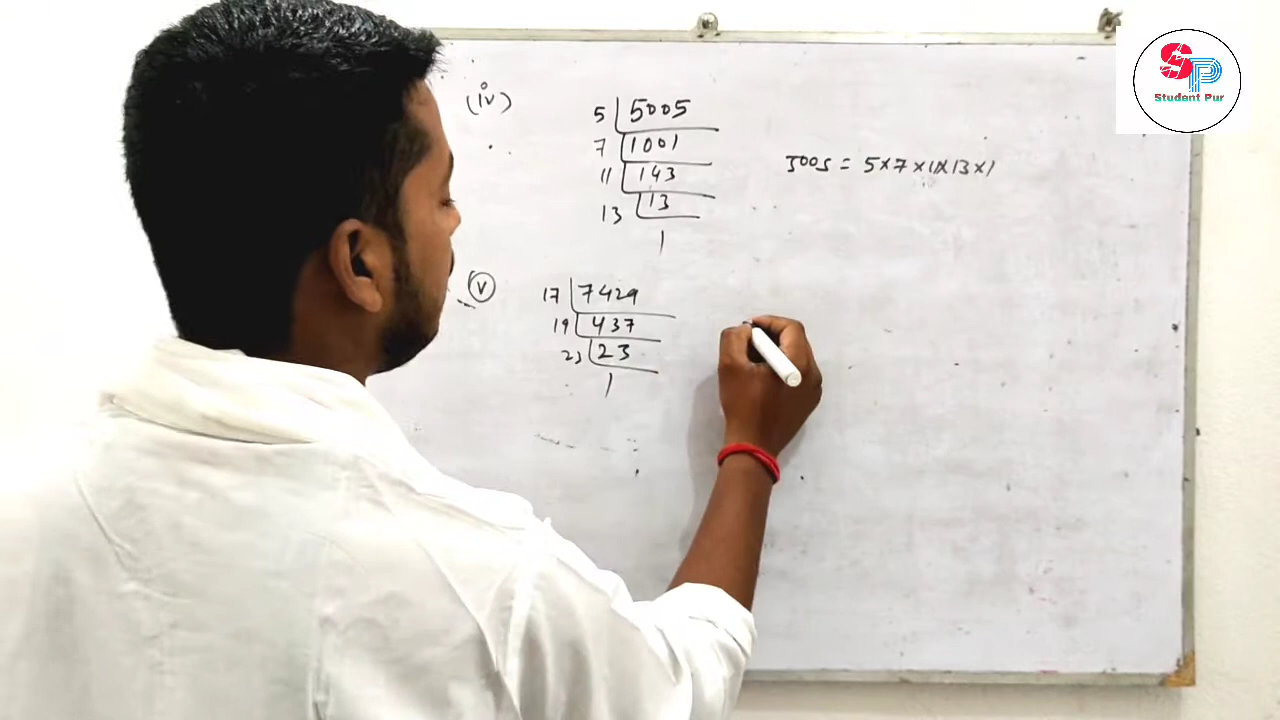 (iv)
5 5005
7 1001
11 143
13 13
1
5005 = 5×7×11×13×1
(v)
17 7429
19 437
23 23
1
SP
Student Pur